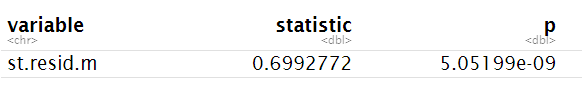 variable statistic p
<chr> <dbl> <dbl>
st.resid.m 0.6992772 5.05199e-09